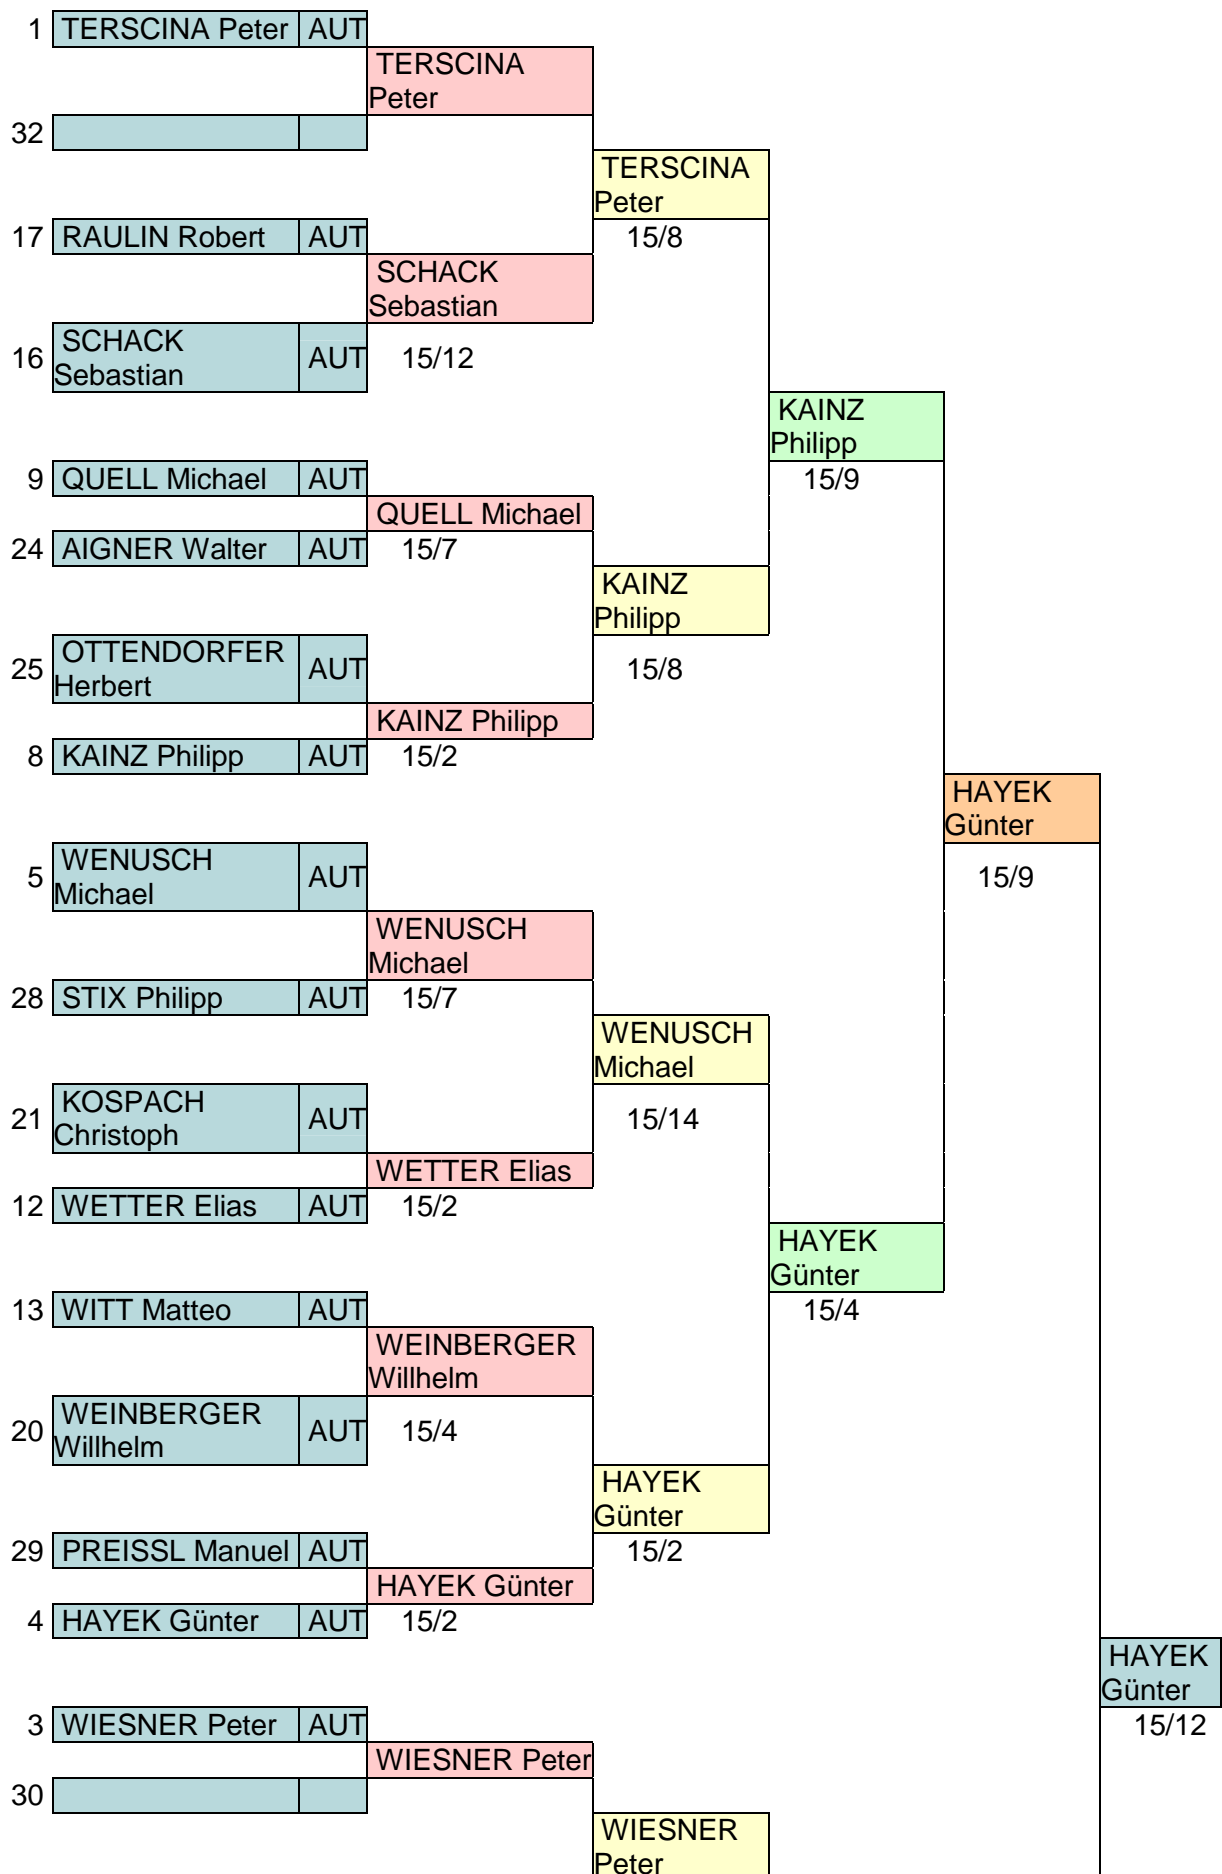 1 TERSCINA Peter AUT
TERSCINA
Peter
32
TERSCINA
Peter
17 RAULIN Robert AUT 15/8
SCHACK
Sebastian
16 SCHACK
Sebastian AUT 15/12
KAINZ
Philipp
9 QUELL Michael AUT 15/9
QUELL Michael
24 AIGNER Walter AUT 15/7
KAINZ
Philipp
25 OTTENDORFER
Herbert AUT 15/8
KAINZ Philipp
8 KAINZ Philipp AUT 15/2
HAYEK
Günter
5 WENUSCH
Michael AUT 15/9
WENUSCH
Michael
28 STIX Philipp AUT 15/7
WENUSCH
Michael
21 KOSPACH
Christoph AUT 15/14
WETTER Elias
12 WETTER Elias AUT 15/2
HAYEK
Günter
13 WITT Matteo AUT 15/4
WEINBERGER
Willhelm
20 WEINBERGER
Willhelm AUT 15/4
HAYEK
Günter
29 PREISSL Manuel AUT 15/2
HAYEK Günter
4 HAYEK Günter AUT 15/2
HAYEK
Günter
3 WIESNER Peter AUT 15/12
WIESNER Peter
30
WIESNER
Peter